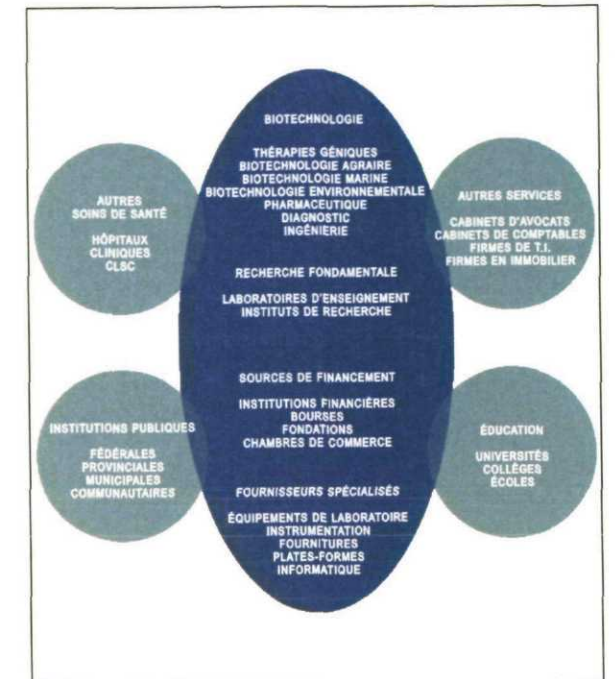 BIOTECHNOLOGIE
THÉRAPIES GÉNIQUES
BIOTECHNOLOGIE AGRAIRE
BIOTECHNOLOGIE MARINE
BIOTECHNOLOGIE ENVIRONNEMENTALE
PHARMACEUTIQUE
DIAGNOSTIC
INGÉNIERIE
RECHERCHE FONDAMENTALE
LABORATOIRES D'ENSEIGNEMENT
INSTITUTS DE RECHERCHE
SOURCES DE FINANCEMENT
INSTITUTIONS FINANCIÈRES
BOURSES
FONDATIONS
CHAMBRES DE COMMERCE
FOURNISSEURS SPÉCIALISÉS
ÉQUIPEMENTS DE LABORATOIRE
INSTRUMENTATION
FOURNITURES
PLATES-FORMES
INFORMATIQUE
AUTRES
SOINS DE SANTÉ
HÔPITAUX
CLINIQUES
CLSC
AUTRES SERVICES
CABINETS D'AVOCATS
CABINETS DE COMPTABLES
FIRMES DE T.I.
FIRMES EN IMMOBILIER
INSTITUTIONS PUBLIQUES
FÉDÉRALES
PROVINCIALES
MUNICIPALES
COMMUNAUTAIRES
ÉDUCATION
UNIVERSITÉS
COLLÈGES
ÉCOLES